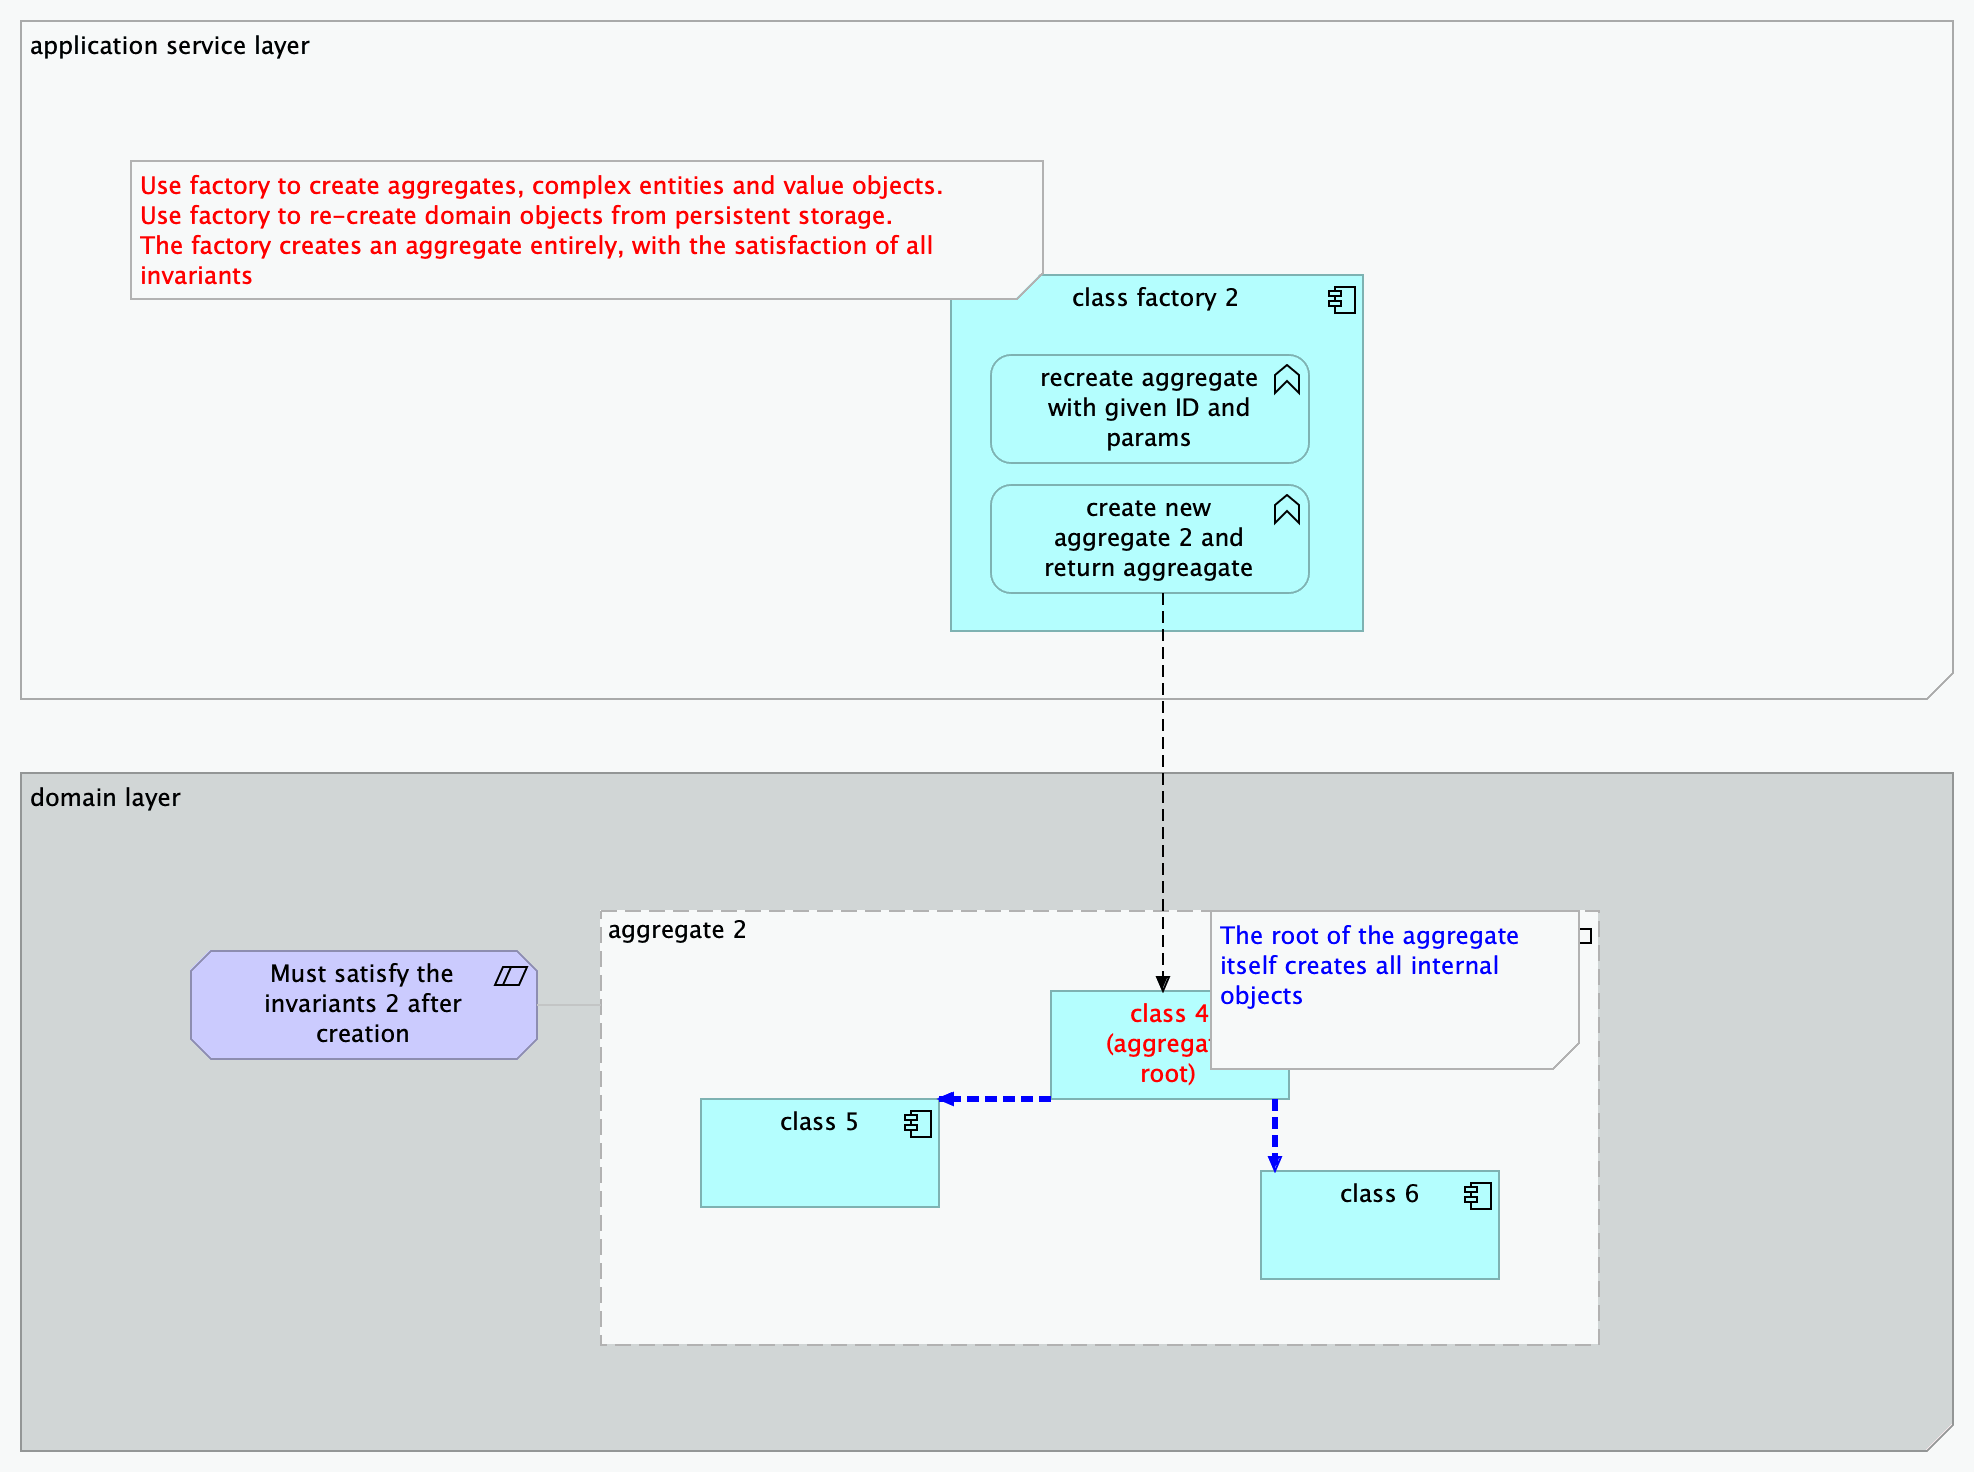 application service layer
Use factory to create aggregates, complex entities and value objects.
Use factory to re-create domain objects from persistent storage.
The factory creates an aggregate entirely, with the satisfaction of all
invariants
class factory 2
recreate aggregate
with given ID and
params
create new
aggregate 2 and
return aggreagate
domain layer
aggregate 2
The root of the aggregate
itself creates all internal
objects
Must satisfy the
invariants 2 after
creation
class 4
root)
class 5
class 6